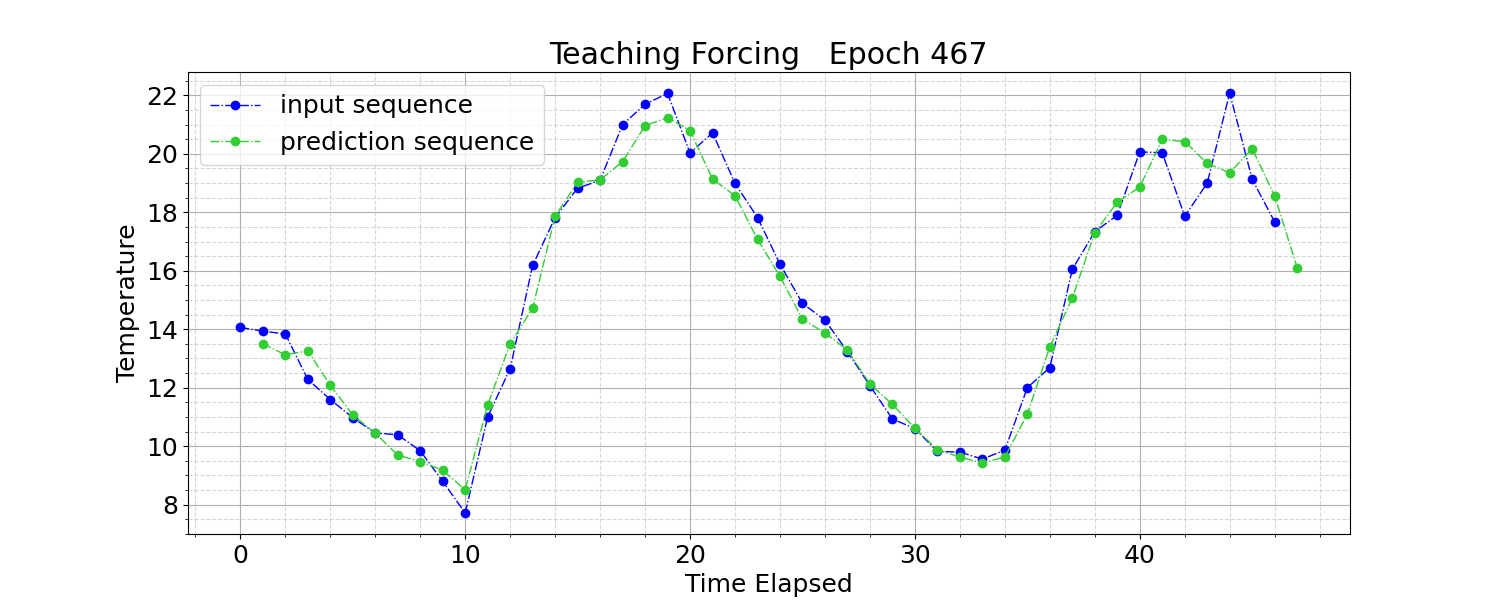 Teaching Forcing   Epoch 467
input sequence
prediction sequence
Temperature
22
20
18
16
14
12
10
8
0 10 20 30 40
Time Elapsed